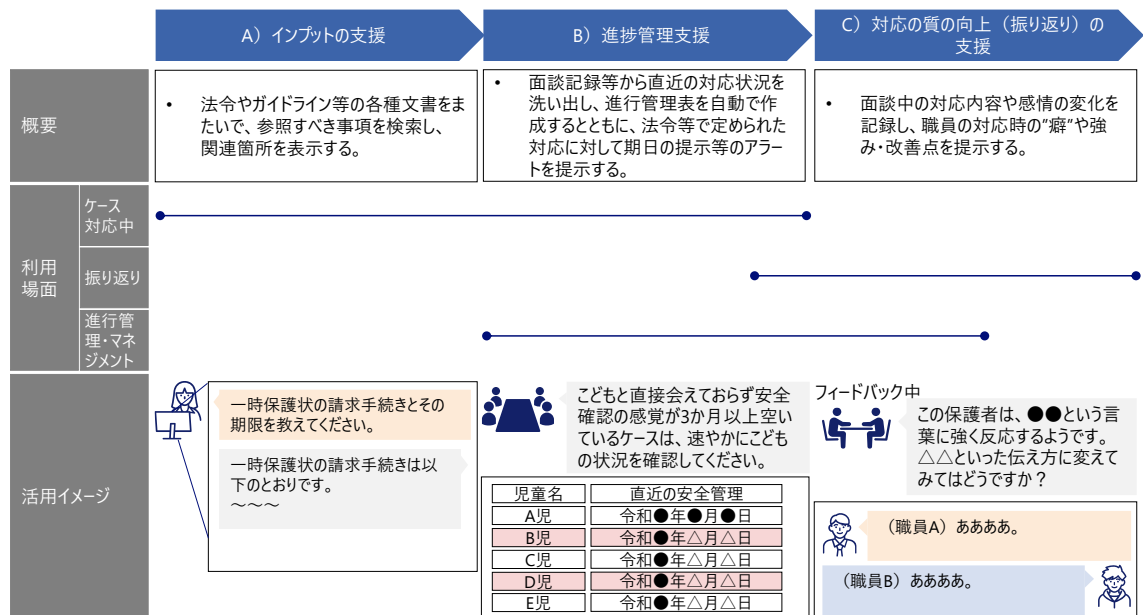 A）インプットの支援
B）進捗管理支援
C）対応の質の向上（振り返り）の
支援
概要
• 法令やガイドライン等の各種文書をま
たいで、参照すべき事項を検索し、
関連箇所を表示する。
• 面談記録等から直近の対応状況を
洗い出し、進行管理表を自動で作
成するとともに、法令等で定められた
対応に対して期日の提示等のアラー
トを提示する。
• 面談中の対応内容や感情の変化を
記録し、職員の対応時の”癖”や強
み・改善点を提示する。
利用
場面
ケース
対応中
振り返り
進行管
理・マネ
ジメント
活用イメージ
一時保護状の請求手続きとその
期限を教えてください。
一時保護状の請求手続きは以
下のとおりです。
～～～
こどもと直接会えておらず安全
確認の感覚が3か月以上空い
ているケースは、速やかにこども
の状況を確認してください。
児童名 直近の安全管理
A児 令和●年●月●日
B児 令和●年△月△日
C児 令和●年△月△日
D児 令和●年△月△日
E児 令和●年△月△日
フィードバック中
この保護者は、●●という言
葉に強く反応するようです。
△△といった伝え方に変えて
みてはどうですか？
（職員A）ああああ。
（職員B）ああああ。